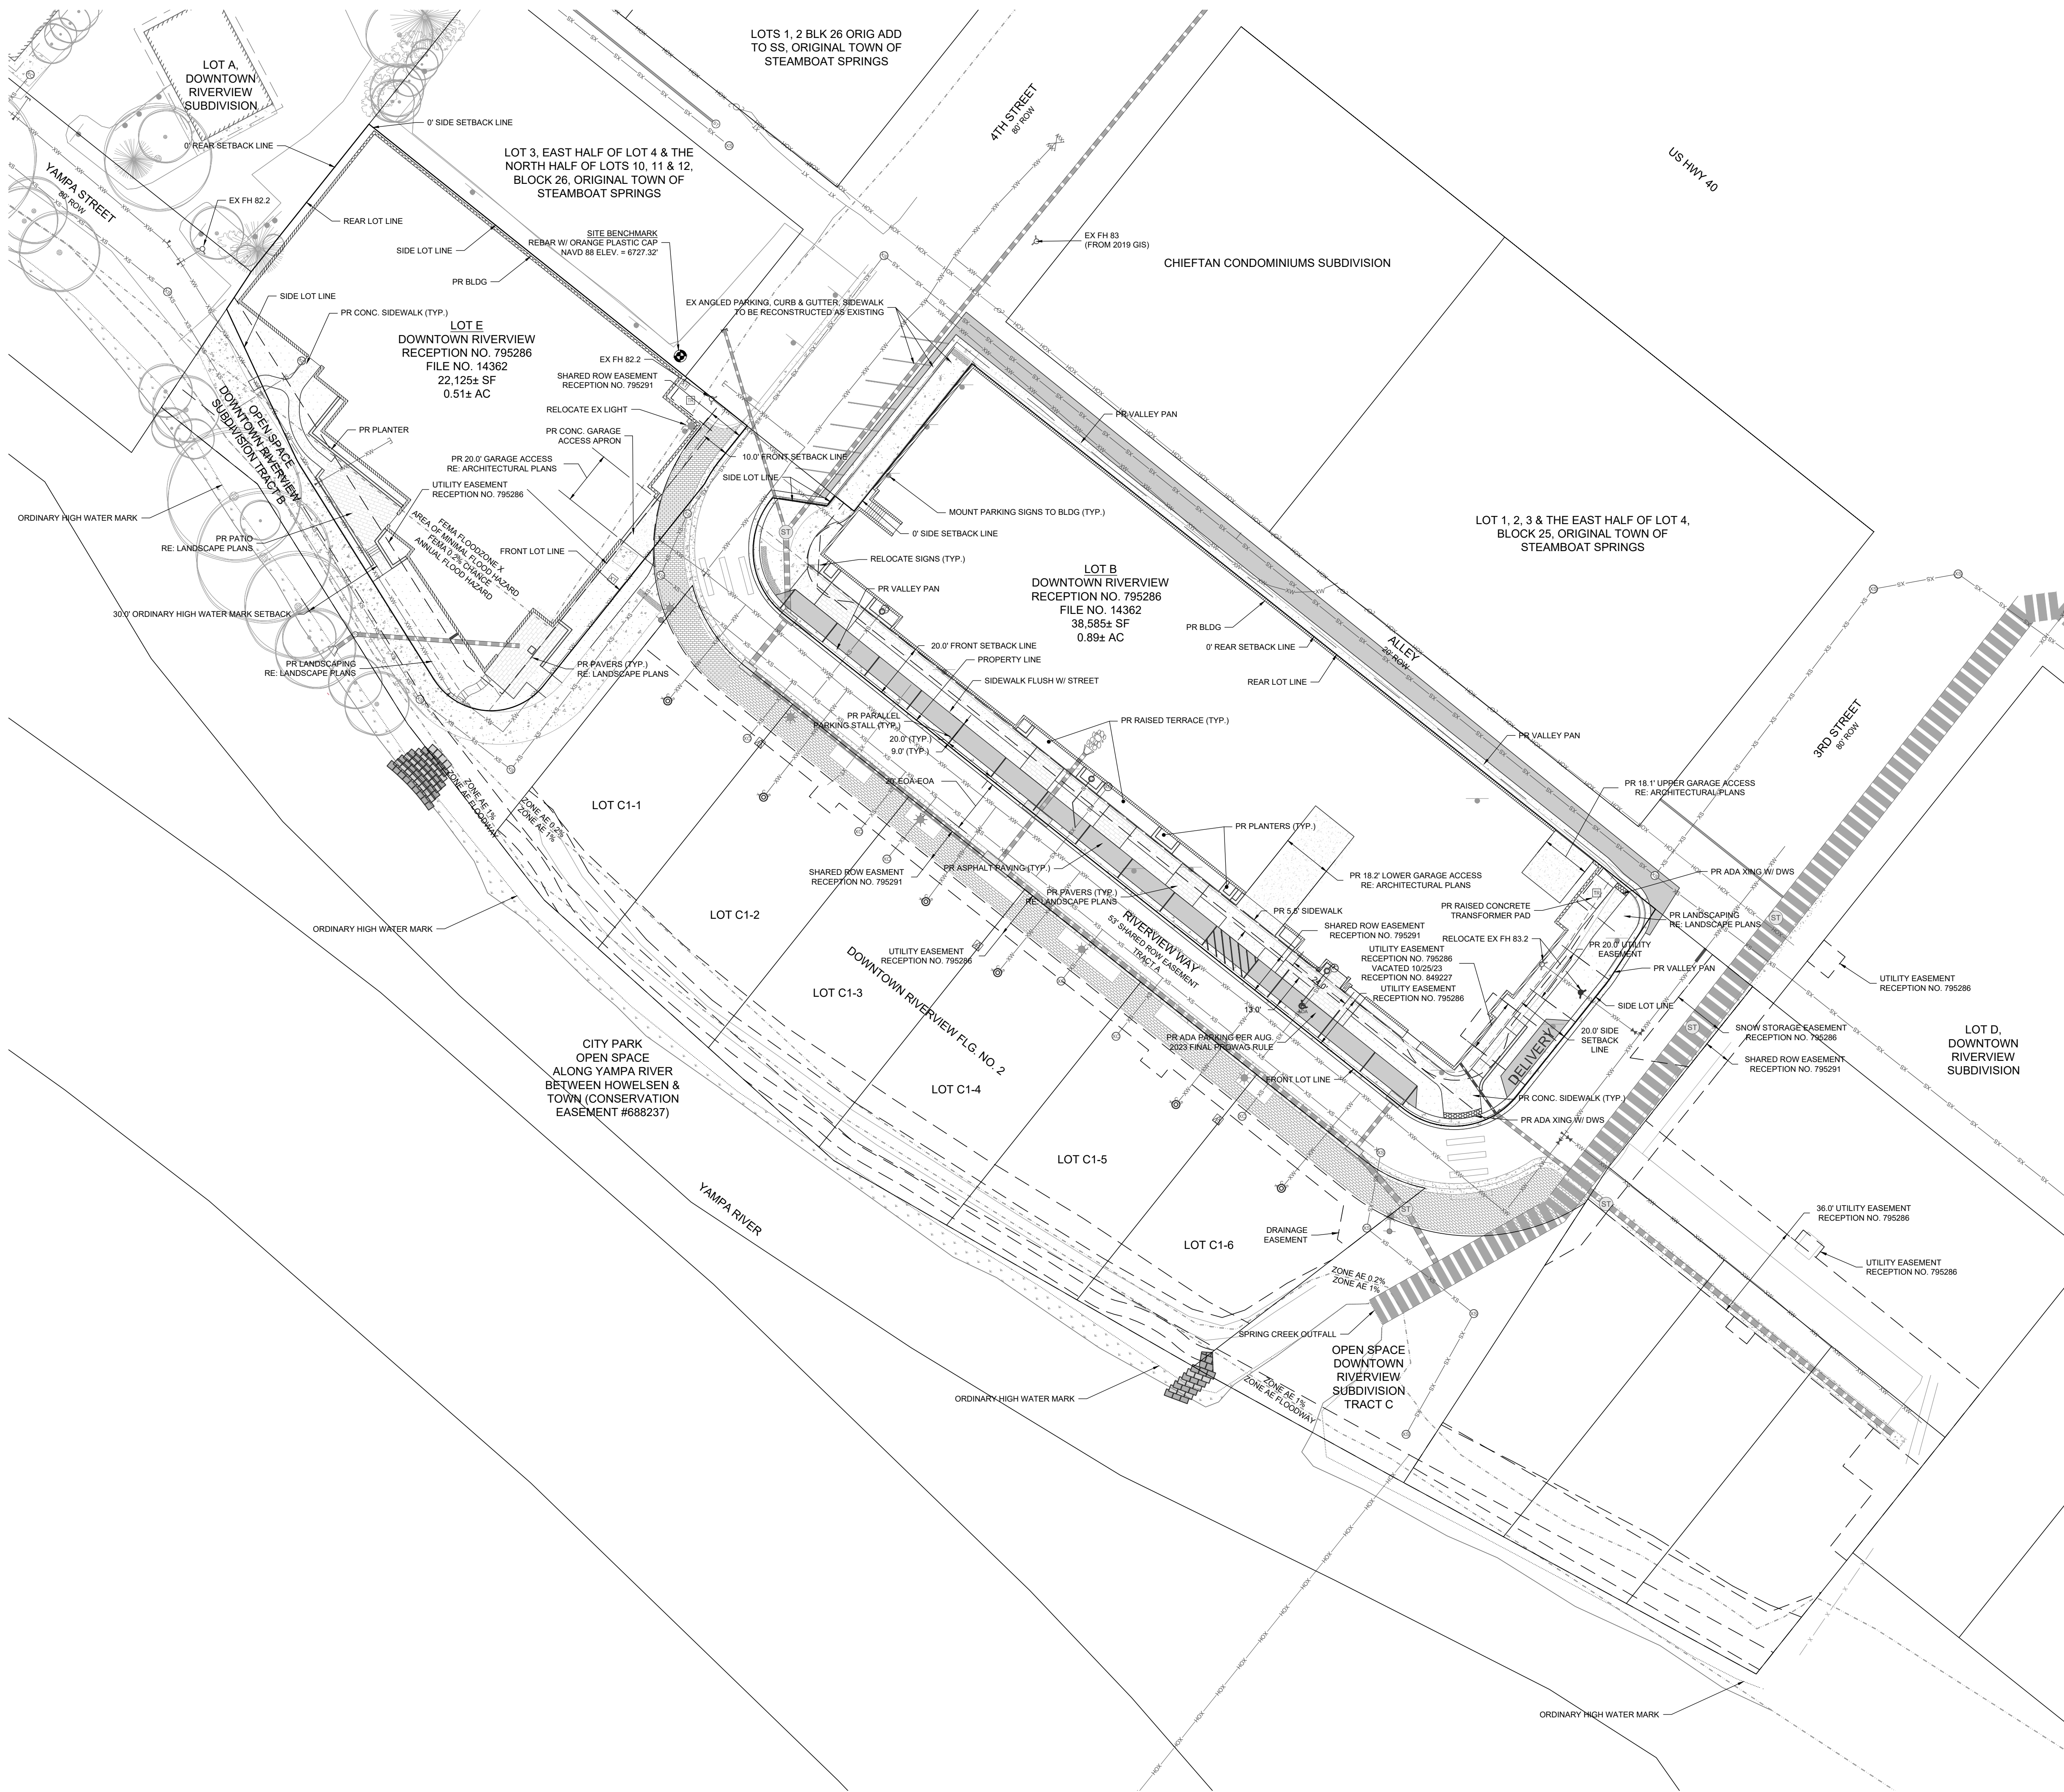 LOTS 1, 2 BLK 26 ORIG ADD
TO SS, ORIGINAL TOWN OF
STEAMBOAT SPRINGS
LOT A,
DOWNTOWN
RIVERVIEW
SUBDIVISION
4TH STREET
80' ROW
US HWY 40
0' SIDE SETBACK LINE
0' REAR SETBACK LINE
LOT 3, EAST HALF OF LOT 4 & THE
NORTH HALF OF LOTS 10, 11 & 12,
BLOCK 26, ORIGINAL TOWN OF
STEAMBOAT SPRINGS
YAMPA STREET
80' ROW
EX FH 82.2
REAR LOT LINE
SIDE LOT LINE
SITE BENCHMARK
REBAR W/ ORANGE PLASTIC CAP
NAVD 88 ELEV. = 6727.32'
EX FH 83
(FROM 2019 GIS)
CHIEFTAN CONDOMINIUMS SUBDIVISION
PR BLDG
SIDE LOT LINE
EX ANGLED PARKING, CURB & GUTTER, SIDEWALK
TO BE RECONSTRUCTED AS EXISTING
PR CONC. SIDEWALK (TYP.)
LOT E
DOWNTOWN RIVERVIEW
RECEPTION NO. 795286
FILE NO. 14362
22,125± SF
0.51± AC
EX FH 82.2
SHARED ROW EASEMENT
RECEPTION NO. 795291
RELOCATE EX LIGHT
PR CONC. GARAGE
ACCESS APRON
PR VALLEY PAN
OPEN SPACE
DOWNTOWN RIVERVIEW
SUBDIVISION TRACT B
PR PLANTER
PR 20.0' GARAGE ACCESS
RE: ARCHITECTURAL PLANS
10.0' FRONT SETBACK LINE
SIDE LOT LINE
UTILITY EASEMENT
RECEPTION NO. 795286
MOUNT PARKING SIGNS TO BLDG (TYP.)
0' SIDE SETBACK LINE
ORDINARY HIGH WATER MARK
PR PATIO
RE: LANDSCAPE PLANS
FEMA FLOODZONE X
AREA OF MINIMAL FLOOD HAZARD
FEMA 0.2% CHANCE
ANNUAL FLOOD HAZARD
FRONT LOT LINE
RELOCATE SIGNS (TYP.)
LOT 1, 2, 3 & THE EAST HALF OF LOT 4,
BLOCK 25, ORIGINAL TOWN OF
STEAMBOAT SPRINGS
LOT B
DOWNTOWN RIVERVIEW
RECEPTION NO. 795286
FILE NO. 14362
38,585± SF
0.89± AC
PR VALLEY PAN
30.0' ORDINARY HIGH WATER MARK SETBACK
PR BLDG
0' REAR SETBACK LINE
ALLEY
20' ROW
REAR LOT LINE
20.0' FRONT SETBACK LINE
PROPERTY LINE
SIDEWALK FLUSH W/ STREET
PR LANDSCAPING
RE: LANDSCAPE PLANS
PR PAVERS (TYP.)
RE: LANDSCAPE PLANS
PR PARALLEL
PARKING STALL (TYP.)
20.0' (TYP.)
9.0' (TYP.)
PR RAISED TERRACE (TYP.)
PR VALLEY PAN
3RD STREET
80' ROW
20' EOA-EOA
PR 18.1' UPPER GARAGE ACCESS
RE: ARCHITECTURAL PLANS
ZONE AE 1%
ZONE AE FLOODWAY
ZONE AE 0.2%
ZONE AE 1%
LOT C1-1
PR PLANTERS (TYP.)
SHARED ROW EASMENT
RECEPTION NO. 795291
PR ASPHALT PAVING (TYP.)
PR 18.2' LOWER GARAGE ACCESS
RE: ARCHITECTURAL PLANS
PR ADA XING W/ DWS
PR PAVERS (TYP.)
RE: LANDSCAPE PLANS
PR 5.5' SIDEWALK
PR RAISED CONCRETE
TRANSFORMER PAD
PR LANDSCAPING
RE: LANDSCAPE PLANS
LOT C1-2
ORDINARY HIGH WATER MARK
RIVERVIEW WAY
53' SHARED ROW EASEMENT
TRACT A
SHARED ROW EASEMENT
RECEPTION NO. 795291
RELOCATE EX FH 83.2
PR 20.0' UTILITY
EASEMENT
UTILITY EASEMENT
RECEPTION NO. 795286
UTILITY EASEMENT
RECEPTION NO. 795286
VACATED 10/25/23
RECEPTION NO. 849227
UTILITY EASEMENT
RECEPTION NO. 795286
PR VALLEY PAN
UTILITY EASEMENT
RECEPTION NO. 795286
LOT C1-3
DOWNTOWN RIVERVIEW FLG. NO. 2
24.0'
13.0'
SIDE LOT LINE
SNOW STORAGE EASEMENT
RECEPTION NO. 795286
20.0' SIDE
SETBACK
LINE
LOT D,
DOWNTOWN
RIVERVIEW
SUBDIVISION
CITY PARK
OPEN SPACE
ALONG YAMPA RIVER
BETWEEN HOWELSEN &
TOWN (CONSERVATION
EASEMENT #688237)
PR ADA PARKING PER AUG.
2023 FINAL PROWAG RULE
DELIVERY
SHARED ROW EASEMENT
RECEPTION NO. 795291
LOT C1-4
FRONT LOT LINE
PR CONC. SIDEWALK (TYP.)
PR ADA XING W/ DWS
LOT C1-5
YAMPA RIVER
36.0' UTILITY EASEMENT
RECEPTION NO. 795286
DRAINAGE
EASEMENT
LOT C1-6
UTILITY EASEMENT
RECEPTION NO. 795286
ZONE AE 0.2%
ZONE AE 1%
SPRING CREEK OUTFALL
OPEN SPACE
DOWNTOWN
RIVERVIEW
SUBDIVISION
TRACT C
ORDINARY HIGH WATER MARK
ZONE AE 1%
ZONE AE FLOODWAY
ORDINARY HIGH WATER MARK